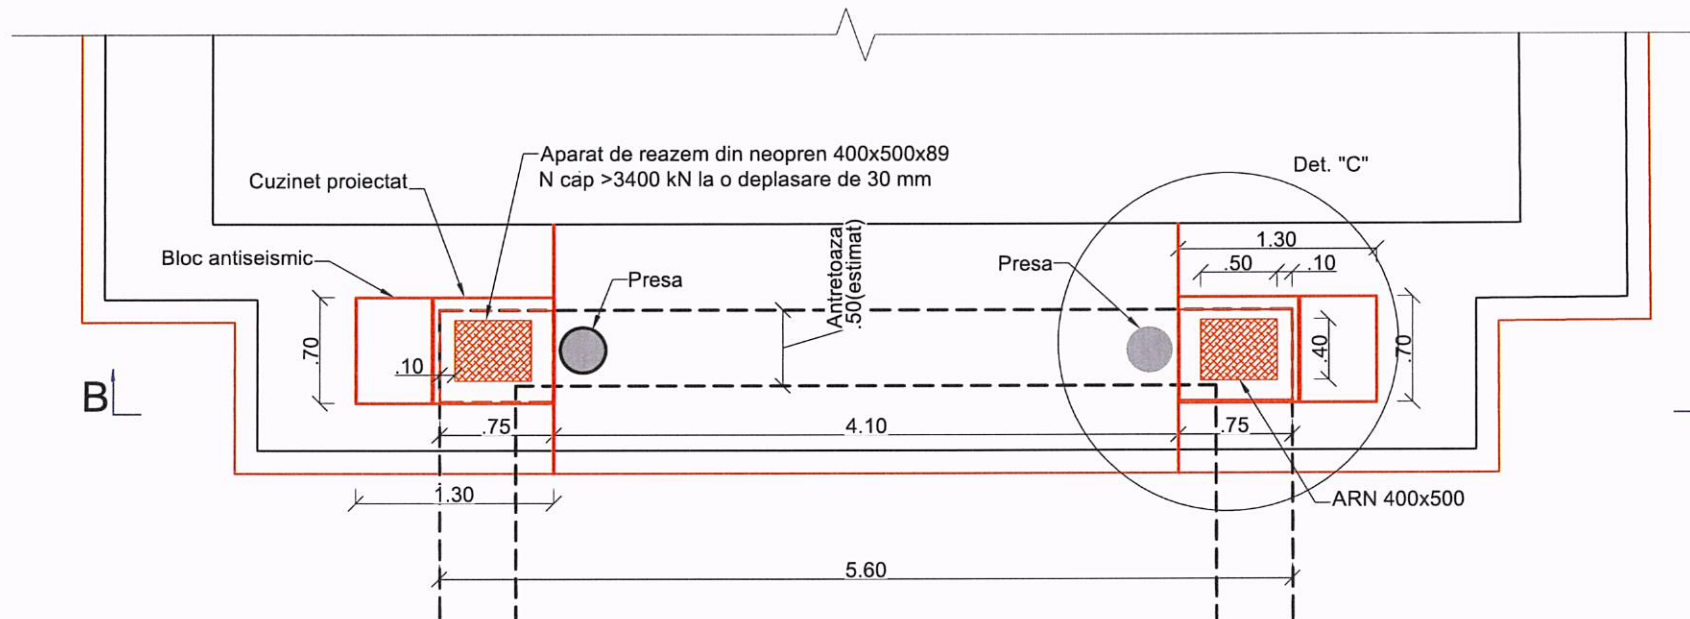 Aparat de reazem din neopren 400x500x89
N cap >3400 kN la o deplasare de 30 mm
Det. "C"
Cuzinet proiectat
Bloc antiseismic
Presa
Antretoaza
.50(estimat)
Presa
1.30
.50
.10
.70
.10
.40
.70
B
.75
4.10
.75
1.30
ARN 400x500
5.60